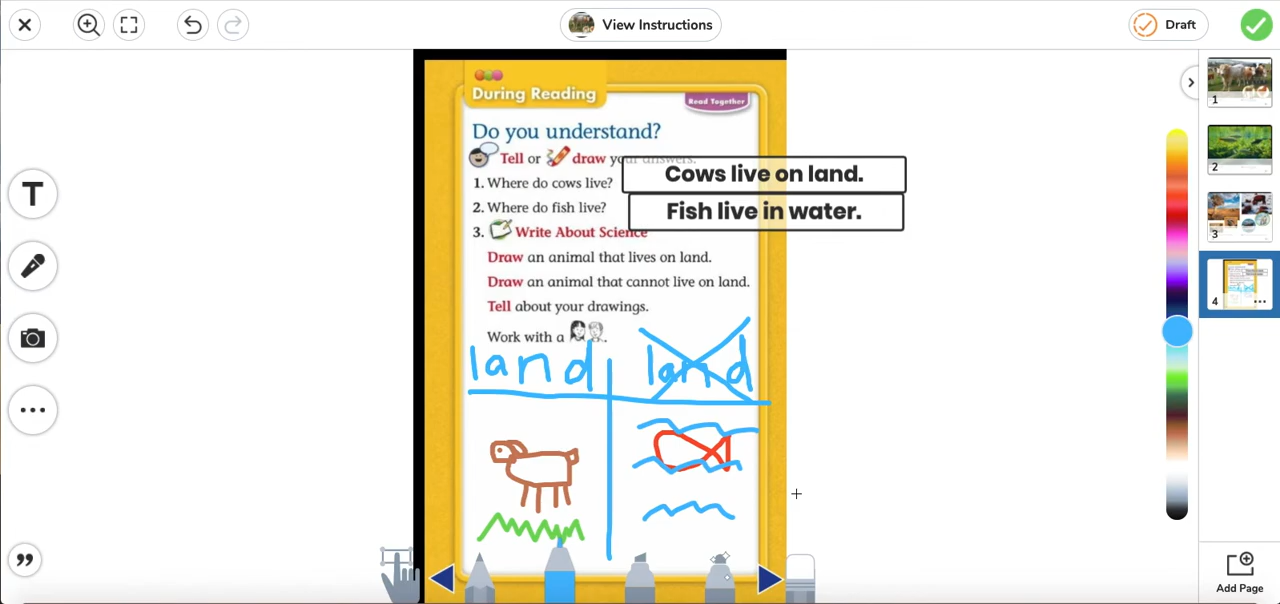 View Instructions
Draft
During Reading
Read Together
Do you understand?
Tell or draw your answers.
1. Where do cows live?
Cows live on land.
2. Where do fish live?
Fish live in water.
3. Write About Science
Draw an animal that lives on land.
Draw an animal that cannot live on land.
Tell about your drawings.
Work with a
land
land
T
1
2
3
4
Add Page